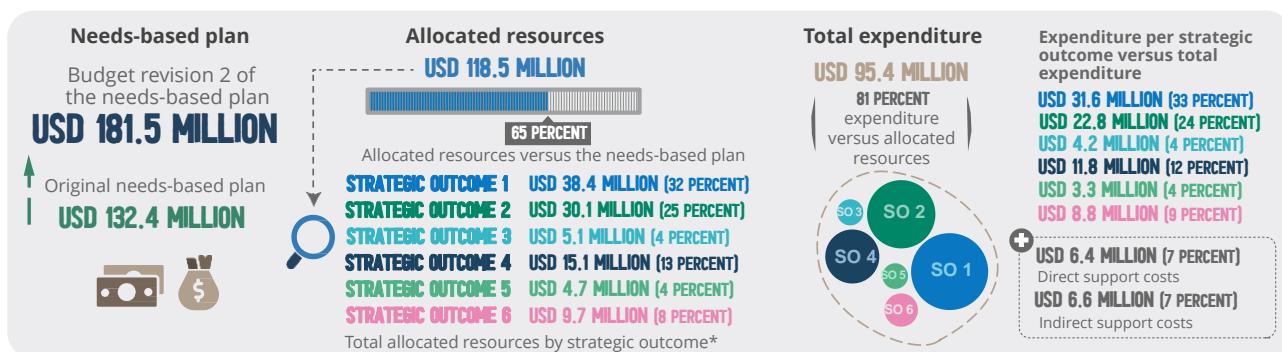 Needs-based plan
Budget revision 2 of
the needs-based plan
USD 181.5 MILLION
Original needs-based plan
USD 132.4 MILLION
$
Allocated resources
USD 118.5 MILLION
65 PERCENT
Allocated resources versus the needs-based plan
STRATEGIC OUTCOME 1 USD 38.4 MILLION (32 PERCENT)
STRATEGIC OUTCOME 2 USD 30.1 MILLION (25 PERCENT)
STRATEGIC OUTCOME 3 USD 5.1 MILLION (4 PERCENT)
STRATEGIC OUTCOME 4 USD 15.1 MILLION (13 PERCENT)
STRATEGIC OUTCOME 5 USD 4.7 MILLION (4 PERCENT)
STRATEGIC OUTCOME 6 USD 9.7 MILLION (8 PERCENT)
Total allocated resources by strategic outcome*
Total expenditure
USD 95.4 MILLION
81 PERCENT
expenditure
versus allocated
resources
SO 3
SO 2
SO 4
SO 1
SO 5
SO 6
Expenditure per strategic
outcome versus total
expenditure
USD 31.6 MILLION (33 PERCENT)
USD 22.8 MILLION (24 PERCENT)
USD 4.2 MILLION (4 PERCENT)
USD 11.8 MILLION (12 PERCENT)
USD 3.3 MILLION (4 PERCENT)
USD 8.8 MILLION (9 PERCENT)
USD 6.4 MILLION (7 PERCENT)
Direct support costs
USD 6.6 MILLION (7 PERCENT)
Indirect support costs